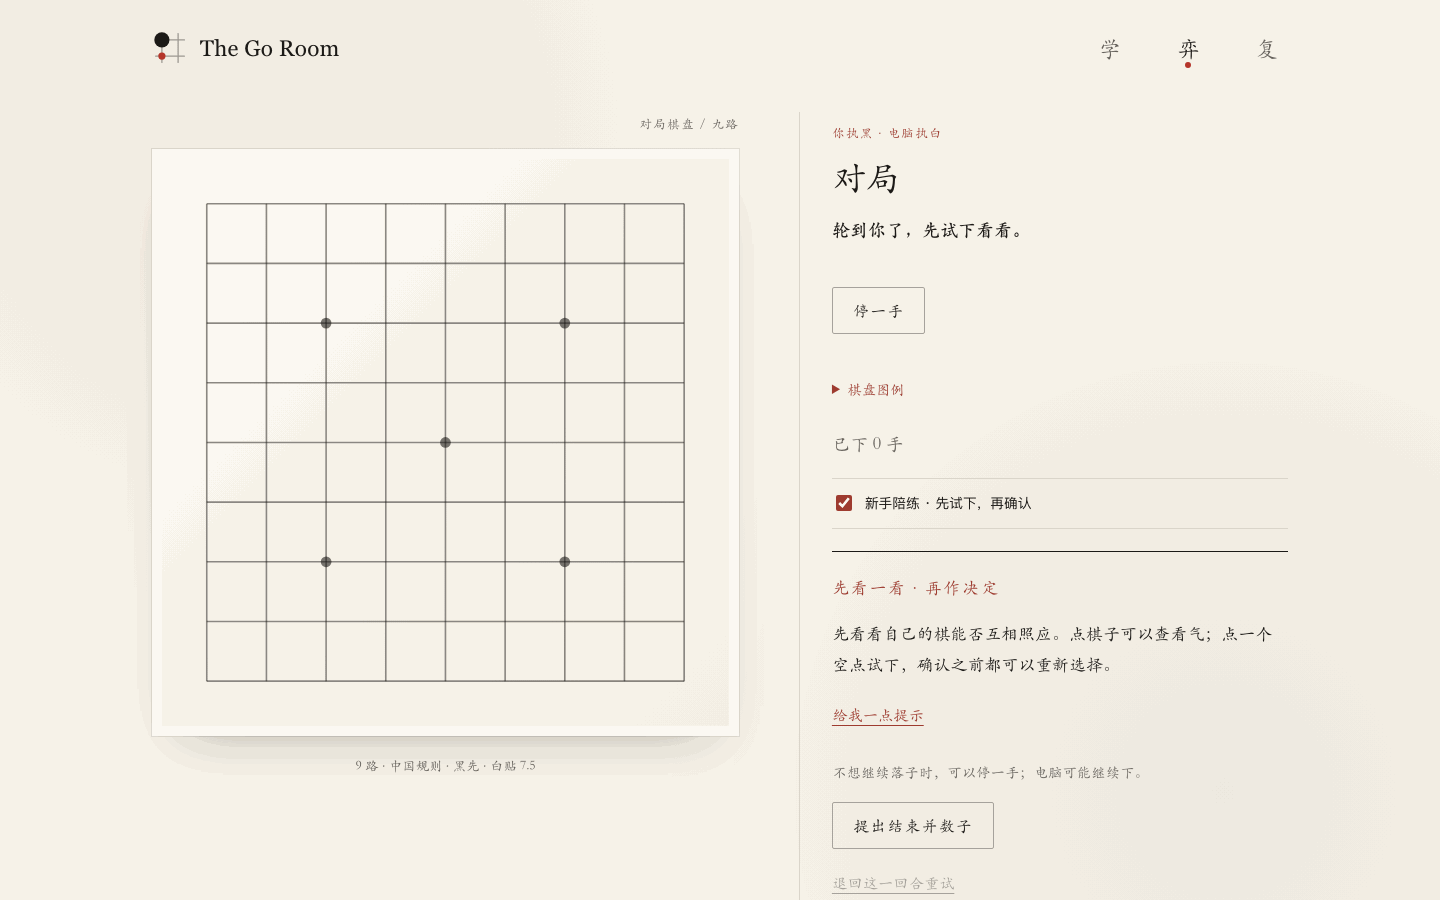 The Go Room
学 弈 复
对局棋盘 / 九路
9 路 · 中国规则 · 黑先 · 白贴 7.5
你执黑 · 电脑执白
对局
轮到你了，先试下看看。
停一手
棋盘图例
已下 0 手
新手陪练 · 先试下，再确认
先看一看 · 再作决定
先看看自己的棋能否互相照应。点棋子可以查看气；点一个
空点试下，确认之前都可以重新选择。
给我一点提示
不想继续落子时，可以停一手；电脑可能继续下。
提出结束并数子
退回这一回合重试